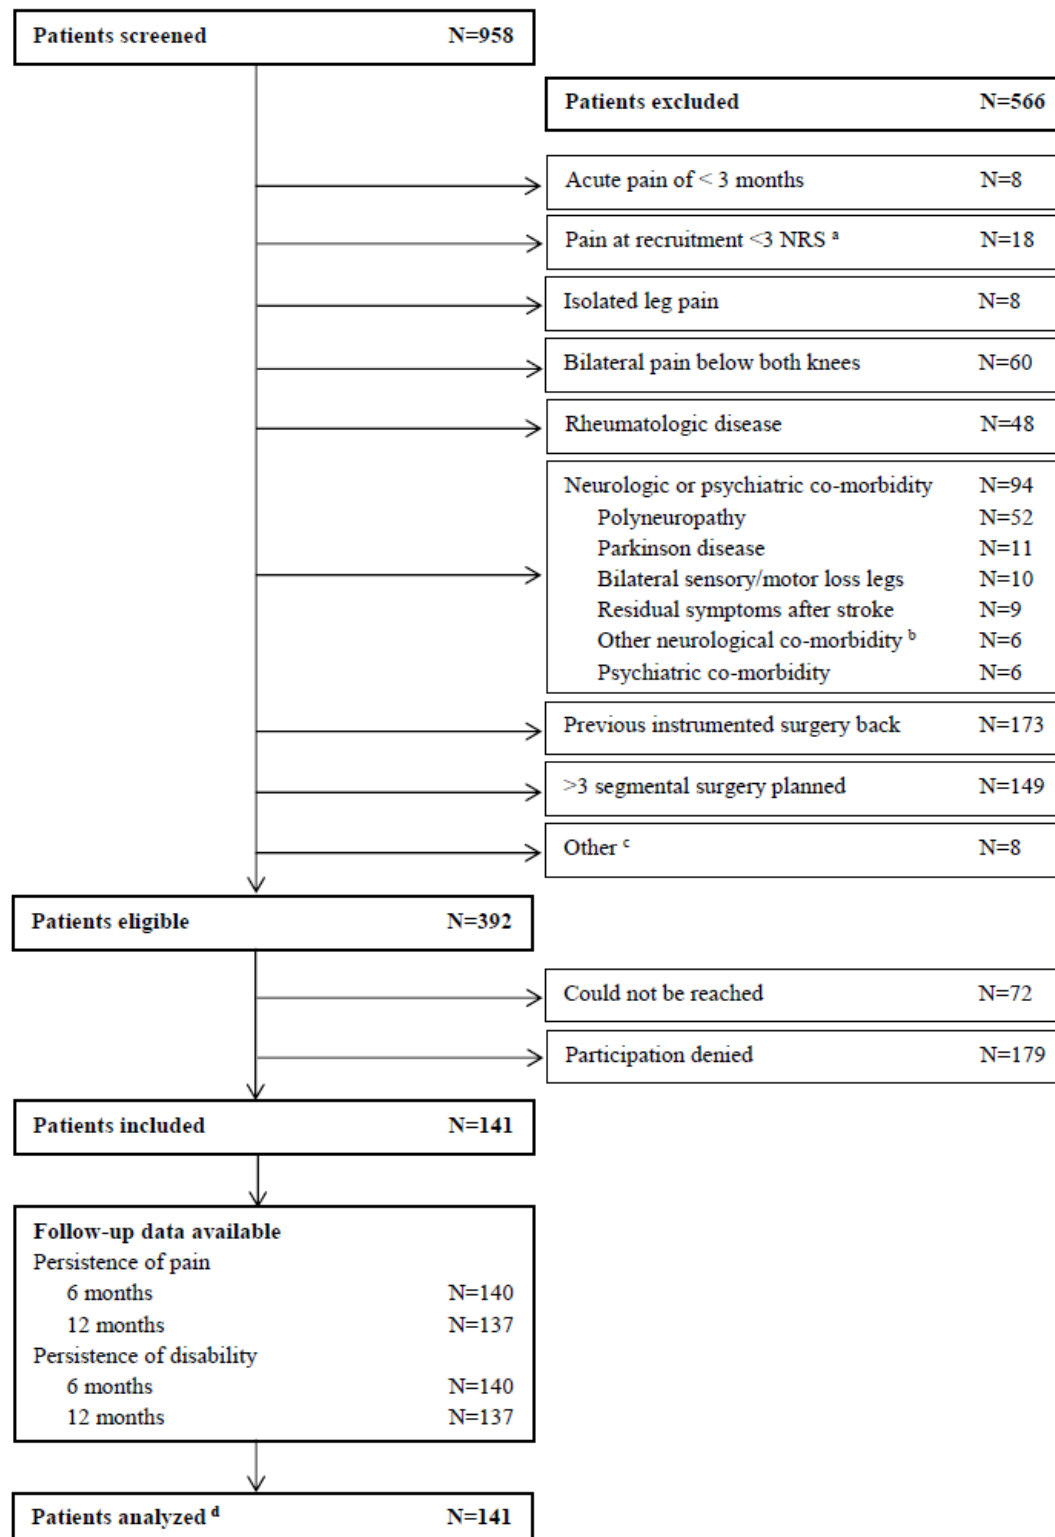 Patients screened N=958
Patients excluded N=566
Acute pain of < 3 months N=8
Pain at recruitment <3 NRS a N=18
Isolated leg pain N=8
Bilateral pain below both knees N=60
Rheumatologic disease N=48
Neurologic or psychiatric co-morbidity N=94
Polyneuropathy N=52
Parkinson disease N=11
Bilateral sensory/motor loss legs N=10
Residual symptoms after stroke N=9
Other neurological co-morbidity b N=6
Psychiatric co-morbidity N=6
Previous instrumented surgery back N=173
>3 segmental surgery planned N=149
Other c N=8
Patients eligible N=392
Could not be reached N=72
Participation denied N=179
Patients included N=141
Follow-up data available
Persistence of pain
6 months N=140
12 months N=137
Persistence of disability
6 months N=140
12 months N=137
Patients analyzed d N=141